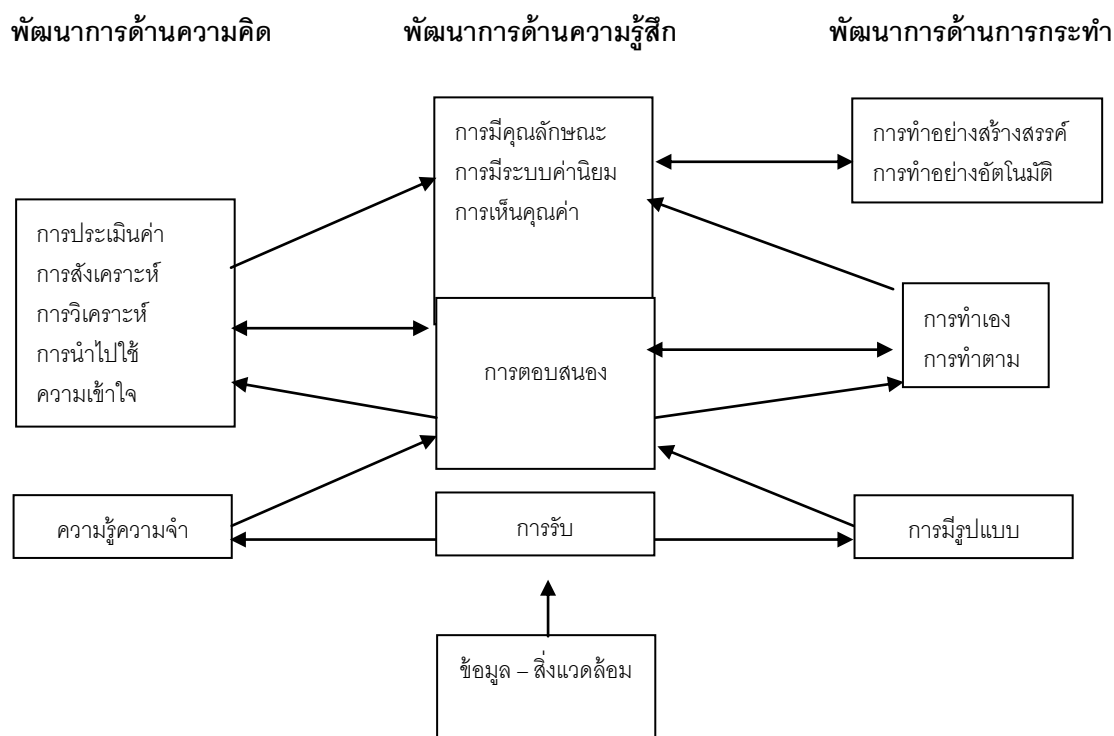 พัฒนาการด้านความคิด
พัฒนาการด้านความรู้สึก
พัฒนาการด้านการกระทำ
การมีคุณลักษณะ
การมีระบบค่านิยม
การเห็นคุณค่า
การทำอย่างสร้างสรรค์
การทำอย่างอัตโนมัติ
การประเมินค่า
การสังเคราะห์
การวิเคราะห์
การนำไปใช้
ความเข้าใจ
การตอบสนอง
การทำเอง
การทำตาม
ความรู้ความจำ
การรับ
การมีรูปแบบ
ข้อมูล – สิ่งแวดล้อม